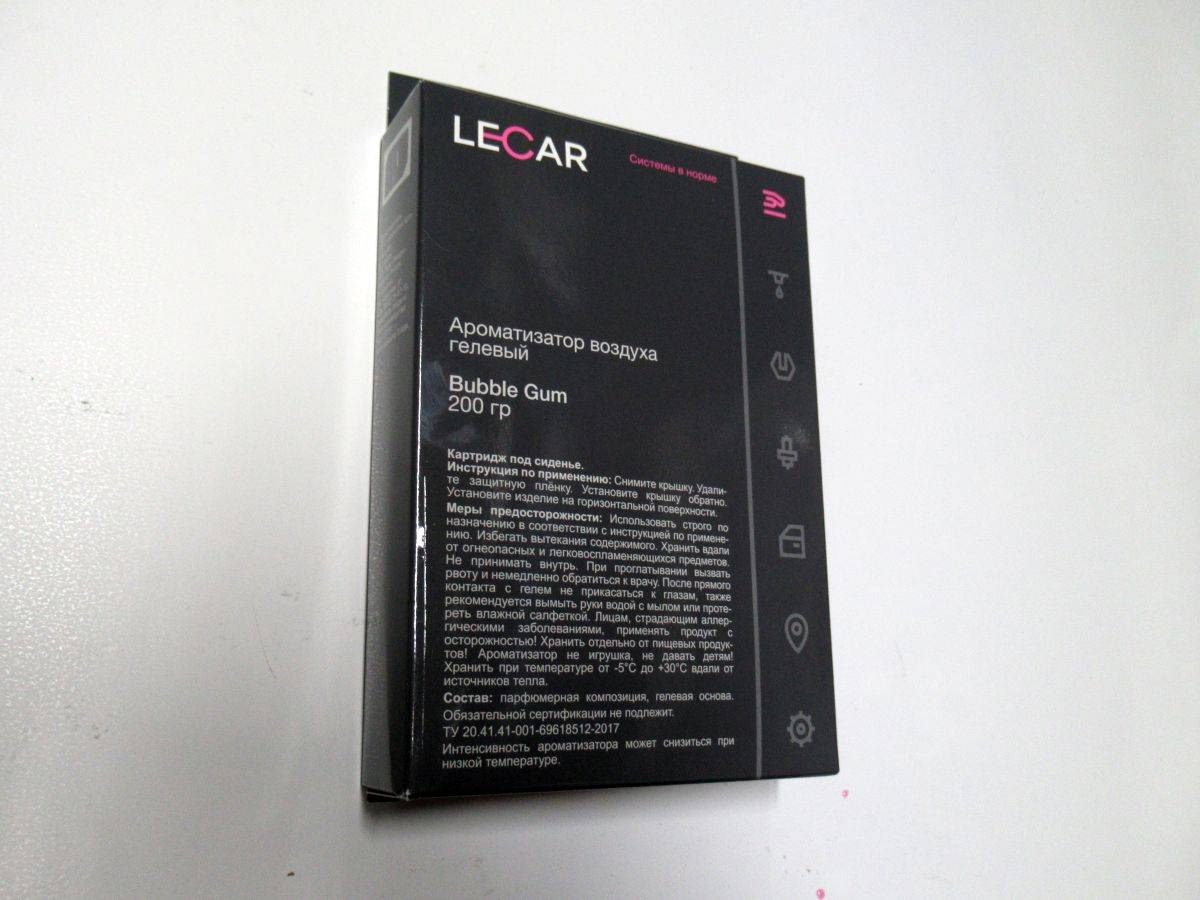 LECAR
Системы в норме
Ароматизатор воздуха
гелевый
Bubble Gum
200 гр
Картридж под сиденье.
Инструкция по применению: Снимите крышку. Удали-
те защитную плёнку. Установите крышку обратно.
Установите изделие на горизонтальной поверхности.
Меры предосторожности: Использовать строго по
назначению в соответствии с инструкцией по примене-
нию. Избегать вытекания содержимого. Хранить вдали
от огнеопасных и легковоспламеняющихся предметов.
Не принимать внутрь. При проглатывании вызвать
рвоту и немедленно обратиться к врачу. После прямого
контакта с гелем не прикасаться к глазам, также
рекомендуется вымыть руки водой с мылом или проте-
реть влажной салфеткой. Лицам, страдающим аллер-
гическими заболеваниями, применять продукт с
осторожностью! Хранить отдельно от пищевых продук-
тов! Ароматизатор не игрушка, не давать детям!
Хранить при температуре от -5°C до +30°C вдали от
источников тепла.
Состав: парфюмерная композиция, гелевая основа.
Обязательной сертификации не подлежит.
ТУ 20.41.41-001-69618512-2017
Интенсивность ароматизатора может снизиться при
низкой температуре.